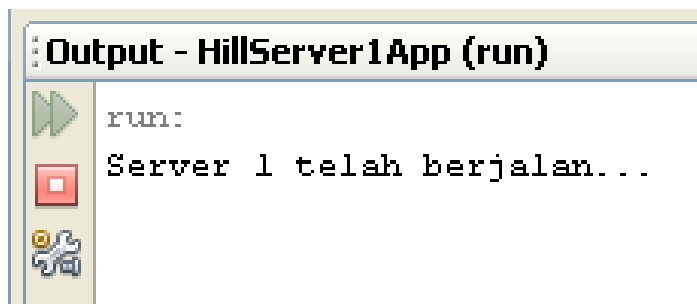 Output - HillServer1App (run)
run:
Server 1 telah berjalan...